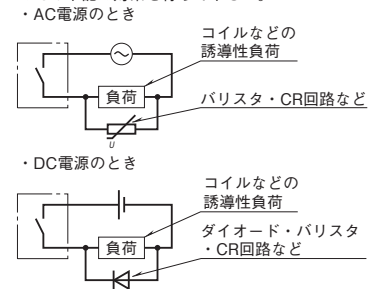 ・AC電源のとき
コイルなどの
誘導性負荷
負荷
バリスタ・CR回路など
U
・DC電源のとき
コイルなどの
誘導性負荷
負荷
ダイオード・バリスタ
・CR回路など